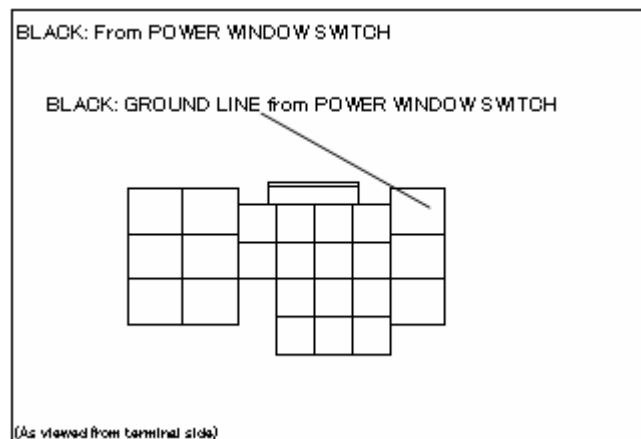 BLACK: From POWER WINDOW SWITCH
BLACK: GROUND LINE from POWER WINDOW SWITCH
(As viewed from terminal side)